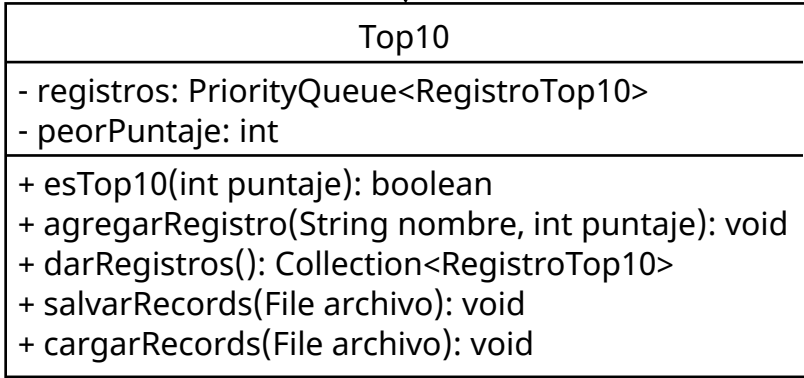 Top10
- registros: PriorityQueue<RegistroTop10>
- peorPuntaje: int
+ esTop10(int puntaje): boolean
+ agregarRegistro(String nombre, int puntaje): void
+ darRegistros(): Collection<RegistroTop10>
+ salvarRecords(File archivo): void
+ cargarRecords(File archivo): void